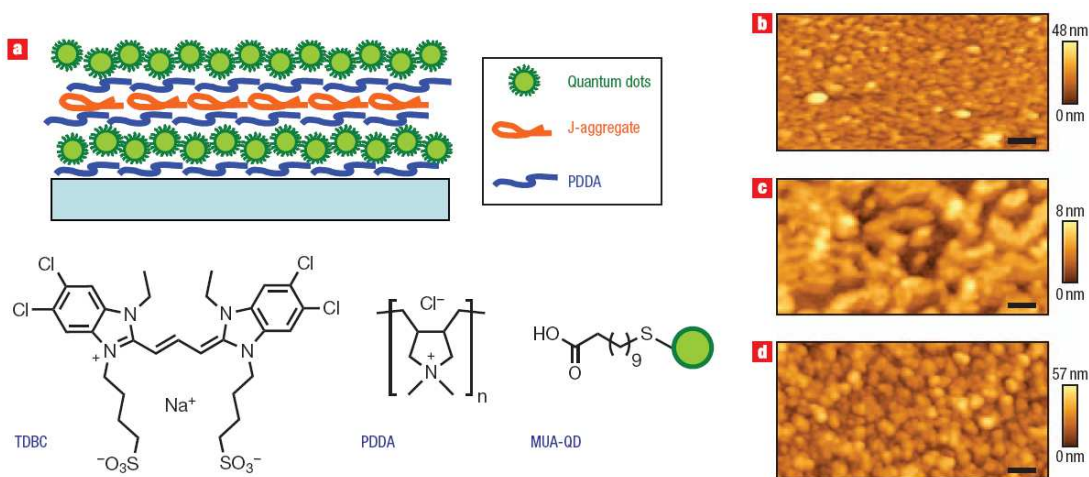 a
Quantum dots
J-aggregate
PDDA
Cl
Cl
Cl
Cl
N
N
N
+
N
Na⁺
⁻O₃S
SO₃⁻
TDBC
Cl⁻
+
N
n
PDDA
HO
O
S
9
MUA-QD
b
48 nm
0 nm
c
8 nm
0 nm
d
57 nm
0 nm